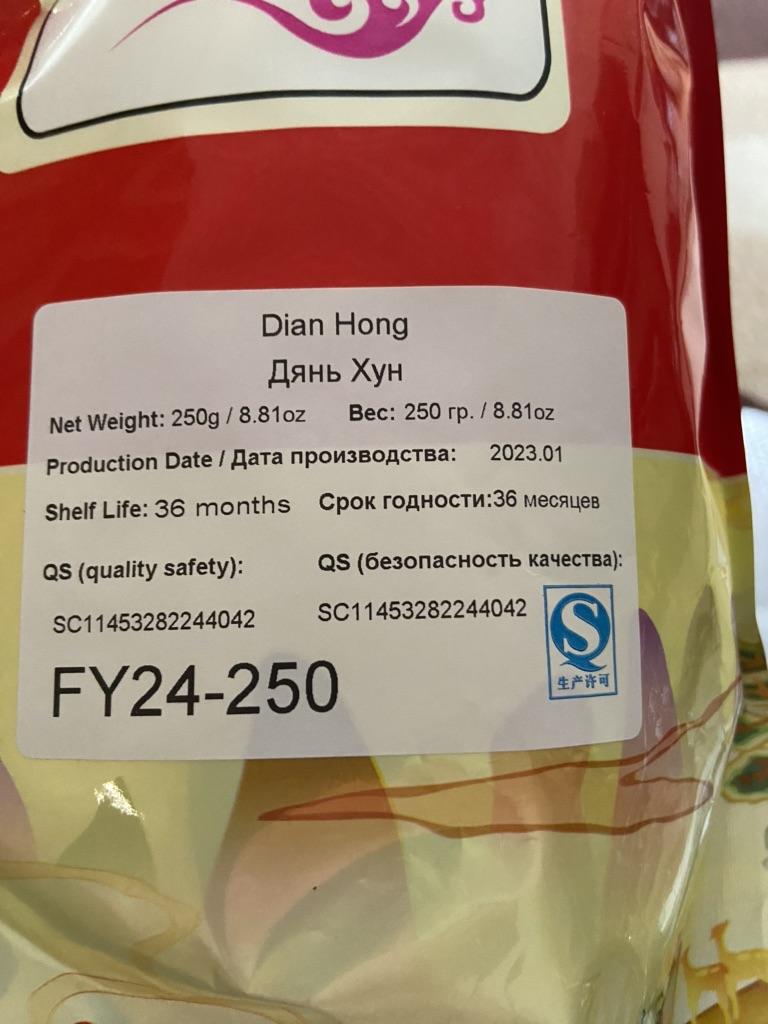 Dian Hong
Дянь Хун
Net Weight: 250g / 8.81oz Вес: 250 гр. / 8.81oz
Production Date / Дата производства: 2023.01
Shelf Life: 36 months Срок годности:36 месяцев
QS (quality safety): QS (безопасность качества):
SC11453282244042 SC11453282244042
FY24-250
QS
生产许可